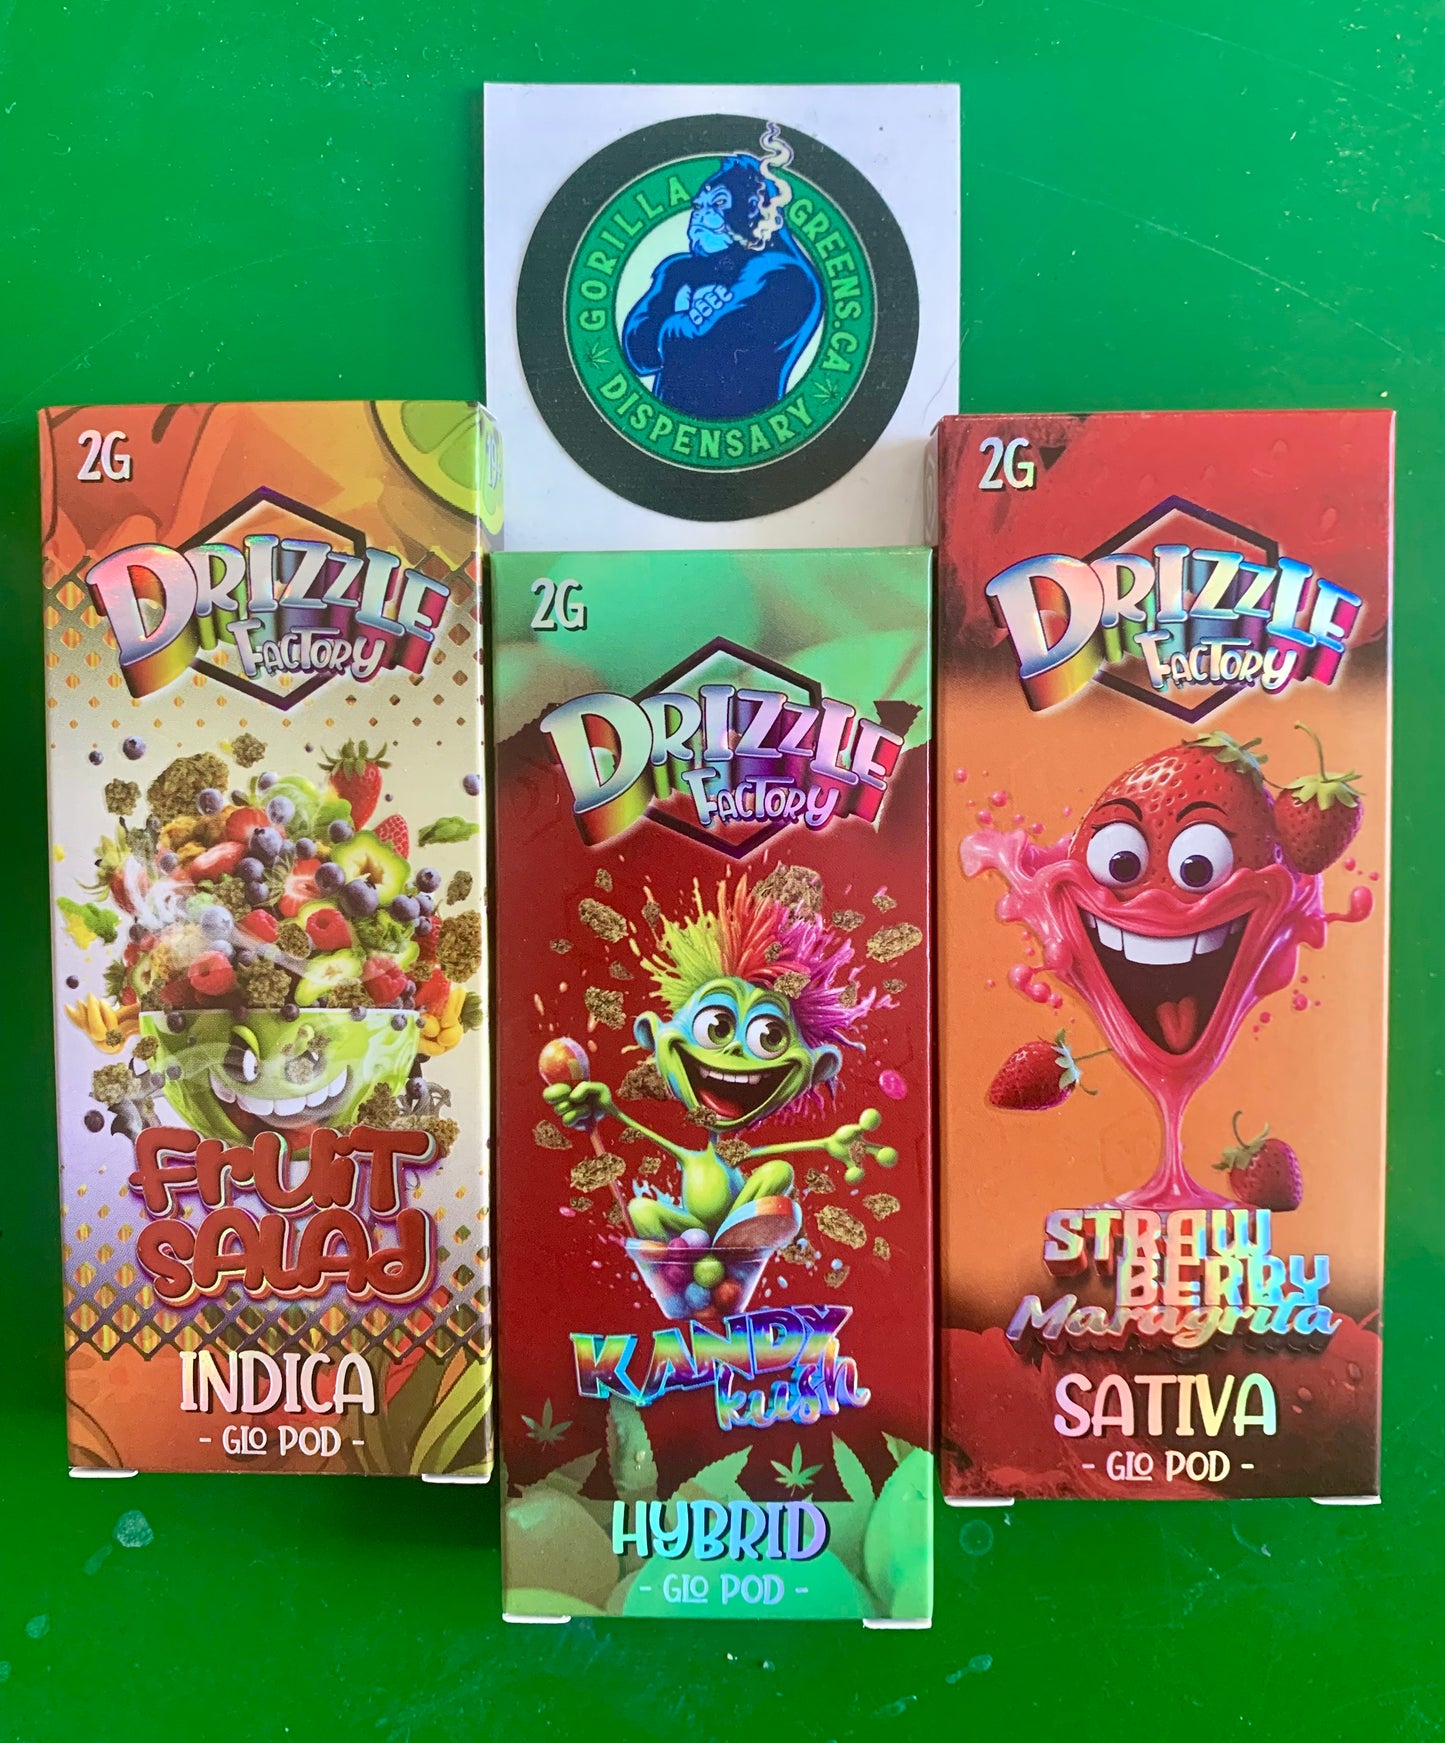 GORILLA GREENS.CA
DISPENSARY
2G
DRIZZLE
FACTORY
FRUIT
SALAD
INDICA
- GLO POD -
2G
DRIZZLE
FACTORY
KANDY
kush
HYBRID
- GLO POD -
2G
DRIZZLE
FACTORY
STRAW
BERRY
Maragrita
SATIVA
- GLO POD -